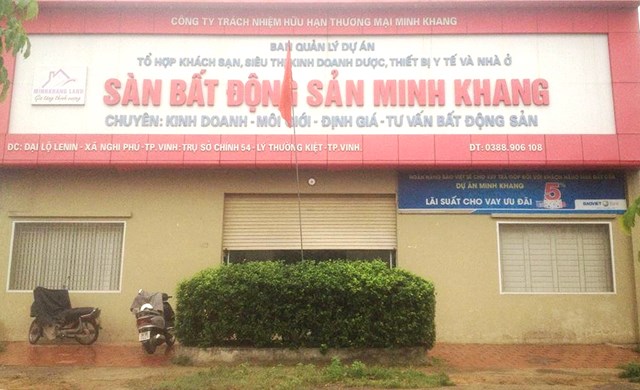 CÔNG TY TRÁCH NHIỆM HỮU HẠN THƯƠNG MẠI MINH KHANG
BAN QUẢN LÝ DỰ ÁN
TỔ HỢP KHÁCH SẠN, SIÊU THỊ KINH DOANH DƯỢC, THIẾT BỊ Y TẾ VÀ NHÀ Ở
MINHKHANG LAND
SÀN BẤT ĐỘNG SẢN MINH KHANG
CHUYÊN: KINH DOANH - MÔI GIỚI - ĐỊNH GIÁ - TƯ VẤN BẤT ĐỘNG SẢN
ĐC: ĐẠI LỘ LENIN - XÃ NGHI PHÚ - TP.VINH: TRỤ SỞ CHÍNH 54 - LÝ THƯỜNG KIỆT - TP.VINH.
ĐT: 0388.906 108
DỰ ÁN MINH KHANG
LÃI SUẤT CHO VAY ƯU ĐÃI
BAOVIET Bank